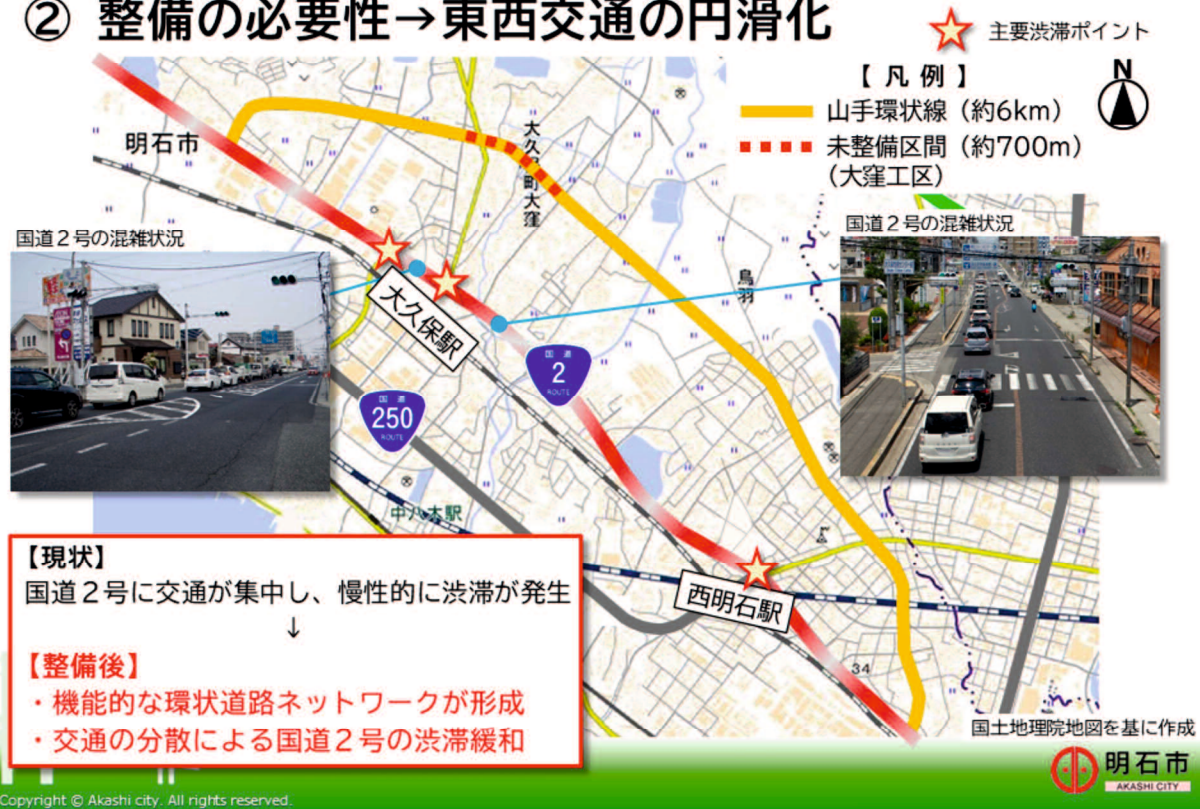 ② 整備の必要性→東西交通の円滑化
主要渋滞ポイント
【 凡 例 】
N
山手環状線（約6km）
未整備区間（約700m）
（大窪工区）
明石市
大久保町大窪
国道２号の混雑状況
国道２号の混雑状況
鳥羽
大久保駅
国道
2
ROUTE
国道
250
ROUTE
中八木駅
西明石駅
34
【現状】
国道２号に交通が集中し、慢性的に渋滞が発生
↓
【整備後】
・機能的な環状道路ネットワークが形成
・交通の分散による国道２号の渋滞緩和
国土地理院地図を基に作成
明石市
AKASHI CITY
Copyright © Akashi city. All rights reserved.